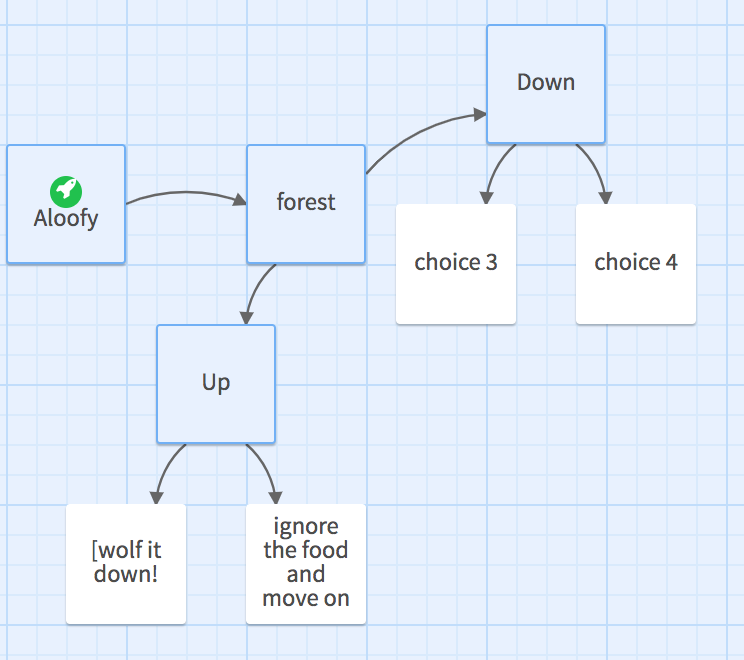 Down
Aloofy
forest
choice 3
choice 4
Up
[wolf it
down!
ignore
the food
and
move on